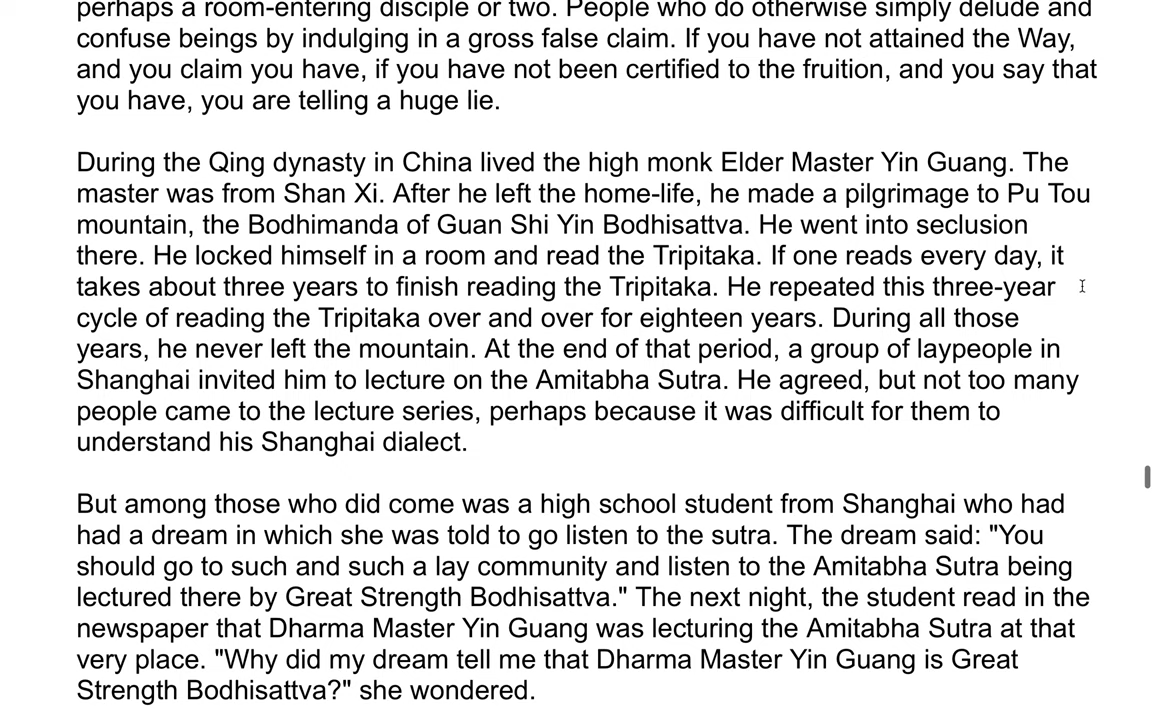 perhaps a room-entering disciple or two. People who do otherwise simply delude and
confuse beings by indulging in a gross false claim. If you have not attained the Way,
and you claim you have, if you have not been certified to the fruition, and you say that
you have, you are telling a huge lie.
During the Qing dynasty in China lived the high monk Elder Master Yin Guang. The
master was from Shan Xi. After he left the home-life, he made a pilgrimage to Pu Tou
mountain, the Bodhimanda of Guan Shi Yin Bodhisattva. He went into seclusion
there. He locked himself in a room and read the Tripitaka. If one reads every day, it
takes about three years to finish reading the Tripitaka. He repeated this three-year
cycle of reading the Tripitaka over and over for eighteen years. During all those
years, he never left the mountain. At the end of that period, a group of laypeople in
Shanghai invited him to lecture on the Amitabha Sutra. He agreed, but not too many
people came to the lecture series, perhaps because it was difficult for them to
understand his Shanghai dialect.
But among those who did come was a high school student from Shanghai who had
had a dream in which she was told to go listen to the sutra. The dream said: "You
should go to such and such a lay community and listen to the Amitabha Sutra being
lectured there by Great Strength Bodhisattva." The next night, the student read in the
newspaper that Dharma Master Yin Guang was lecturing the Amitabha Sutra at that
very place. "Why did my dream tell me that Dharma Master Yin Guang is Great
Strength Bodhisattva?" she wondered.